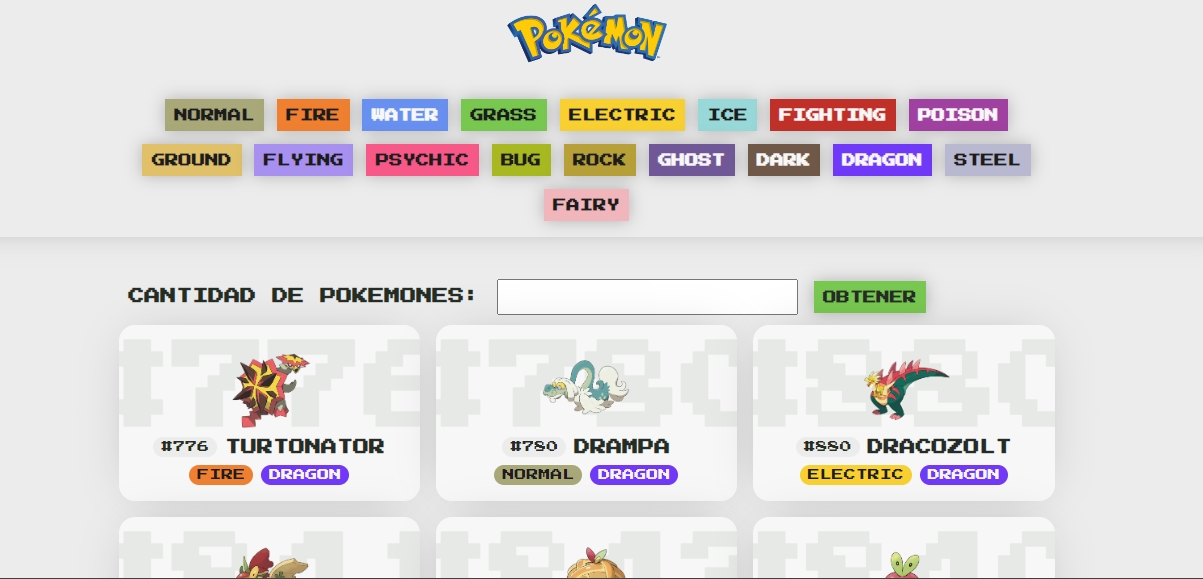 POKéMON
NORMAL FIRE WATER GRASS ELECTRIC ICE FIGHTING POISON
GROUND FLYING PSYCHIC BUG ROCK GHOST DARK DRAGON STEEL
FAIRY
CANTIDAD DE POKEMONES: OBTENER
#776 TURTONATOR
FIRE DRAGON
#780 DRAMPA
NORMAL DRAGON
#880 DRACOZOLT
ELECTRIC DRAGON